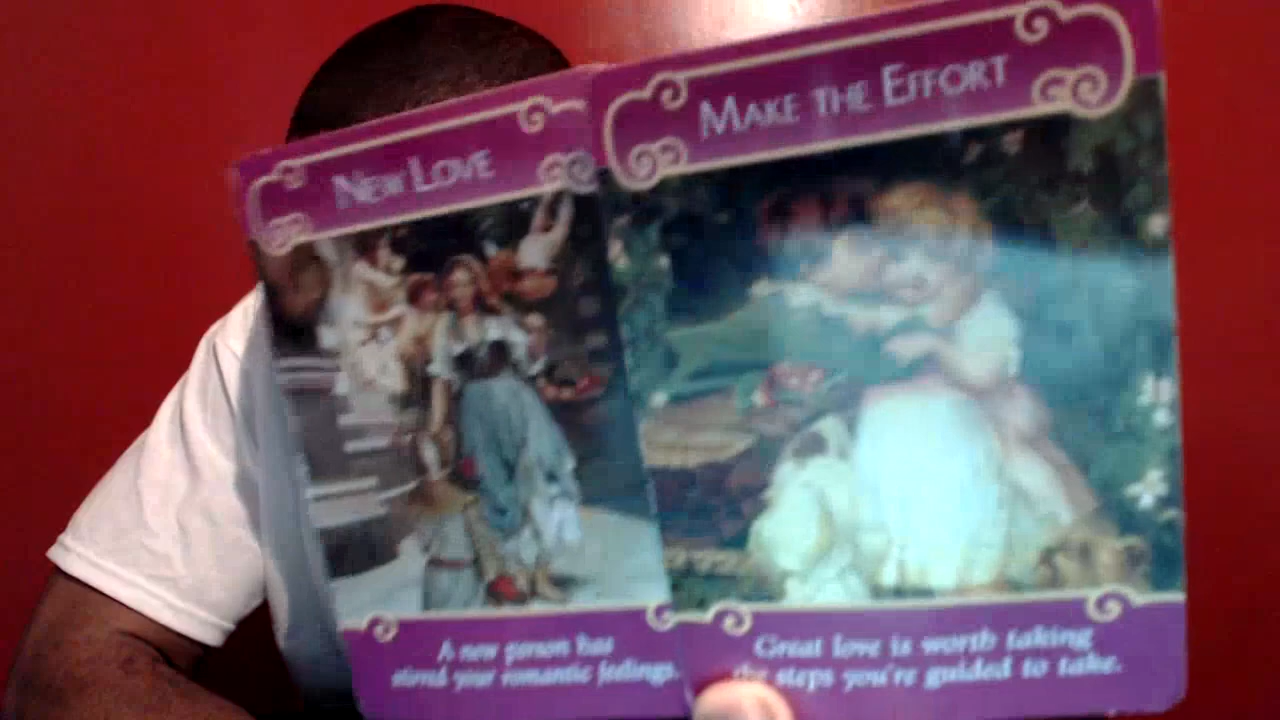 NEW LOVE
A new person has
stirred your romantic feelings.
MAKE THE EFFORT
Great love is worth taking
the steps you're guided to take.